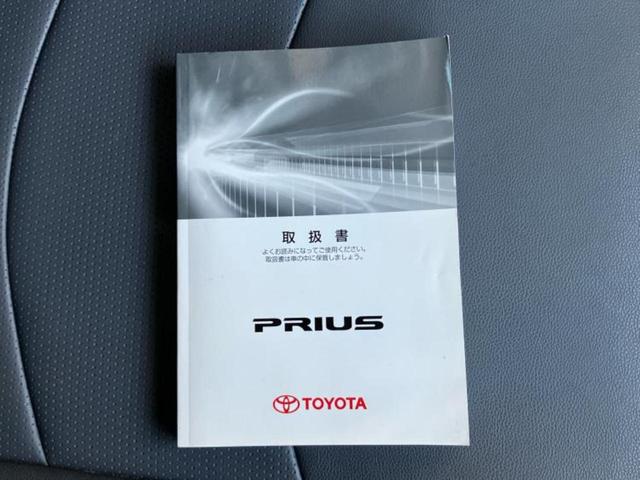 取扱書
よくお読みになってご使用ください。
取扱書は車の中に保管しましょう。
PRIUS
TOYOTA